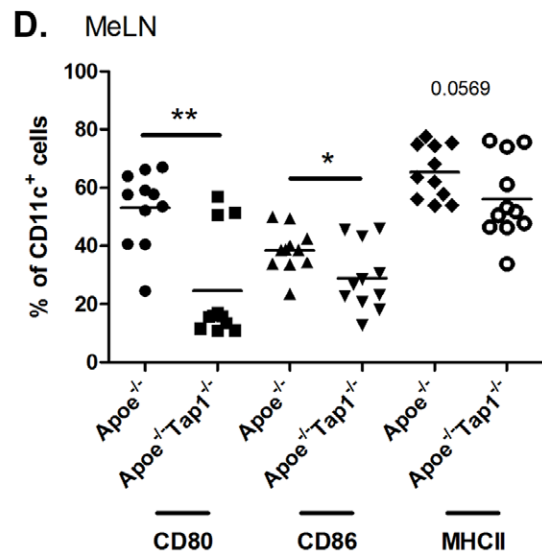 D. MeLN
% of CD11c⁺ cells
100
80
60
40
20
0
**
*
0.0569
Apoe⁻/⁻
Apoe⁻/⁻Tap1⁻/⁻
Apoe⁻/⁻
Apoe⁻/⁻Tap1⁻/⁻
Apoe⁻/⁻
Apoe⁻/⁻Tap1⁻/⁻
CD80 CD86 MHCII